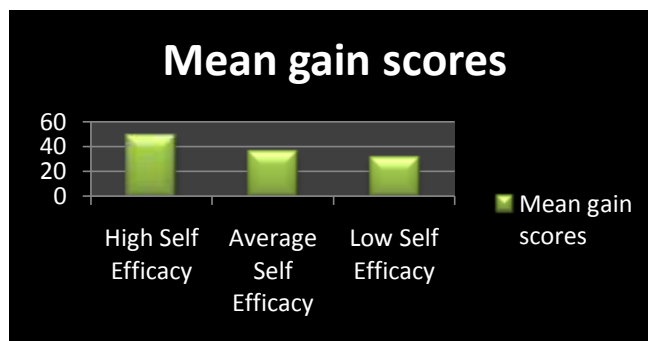 Mean gain scores
60
40
20
0
High Self
Efficacy
Average
Self
Efficacy
Low Self
Efficacy
Mean gain
scores